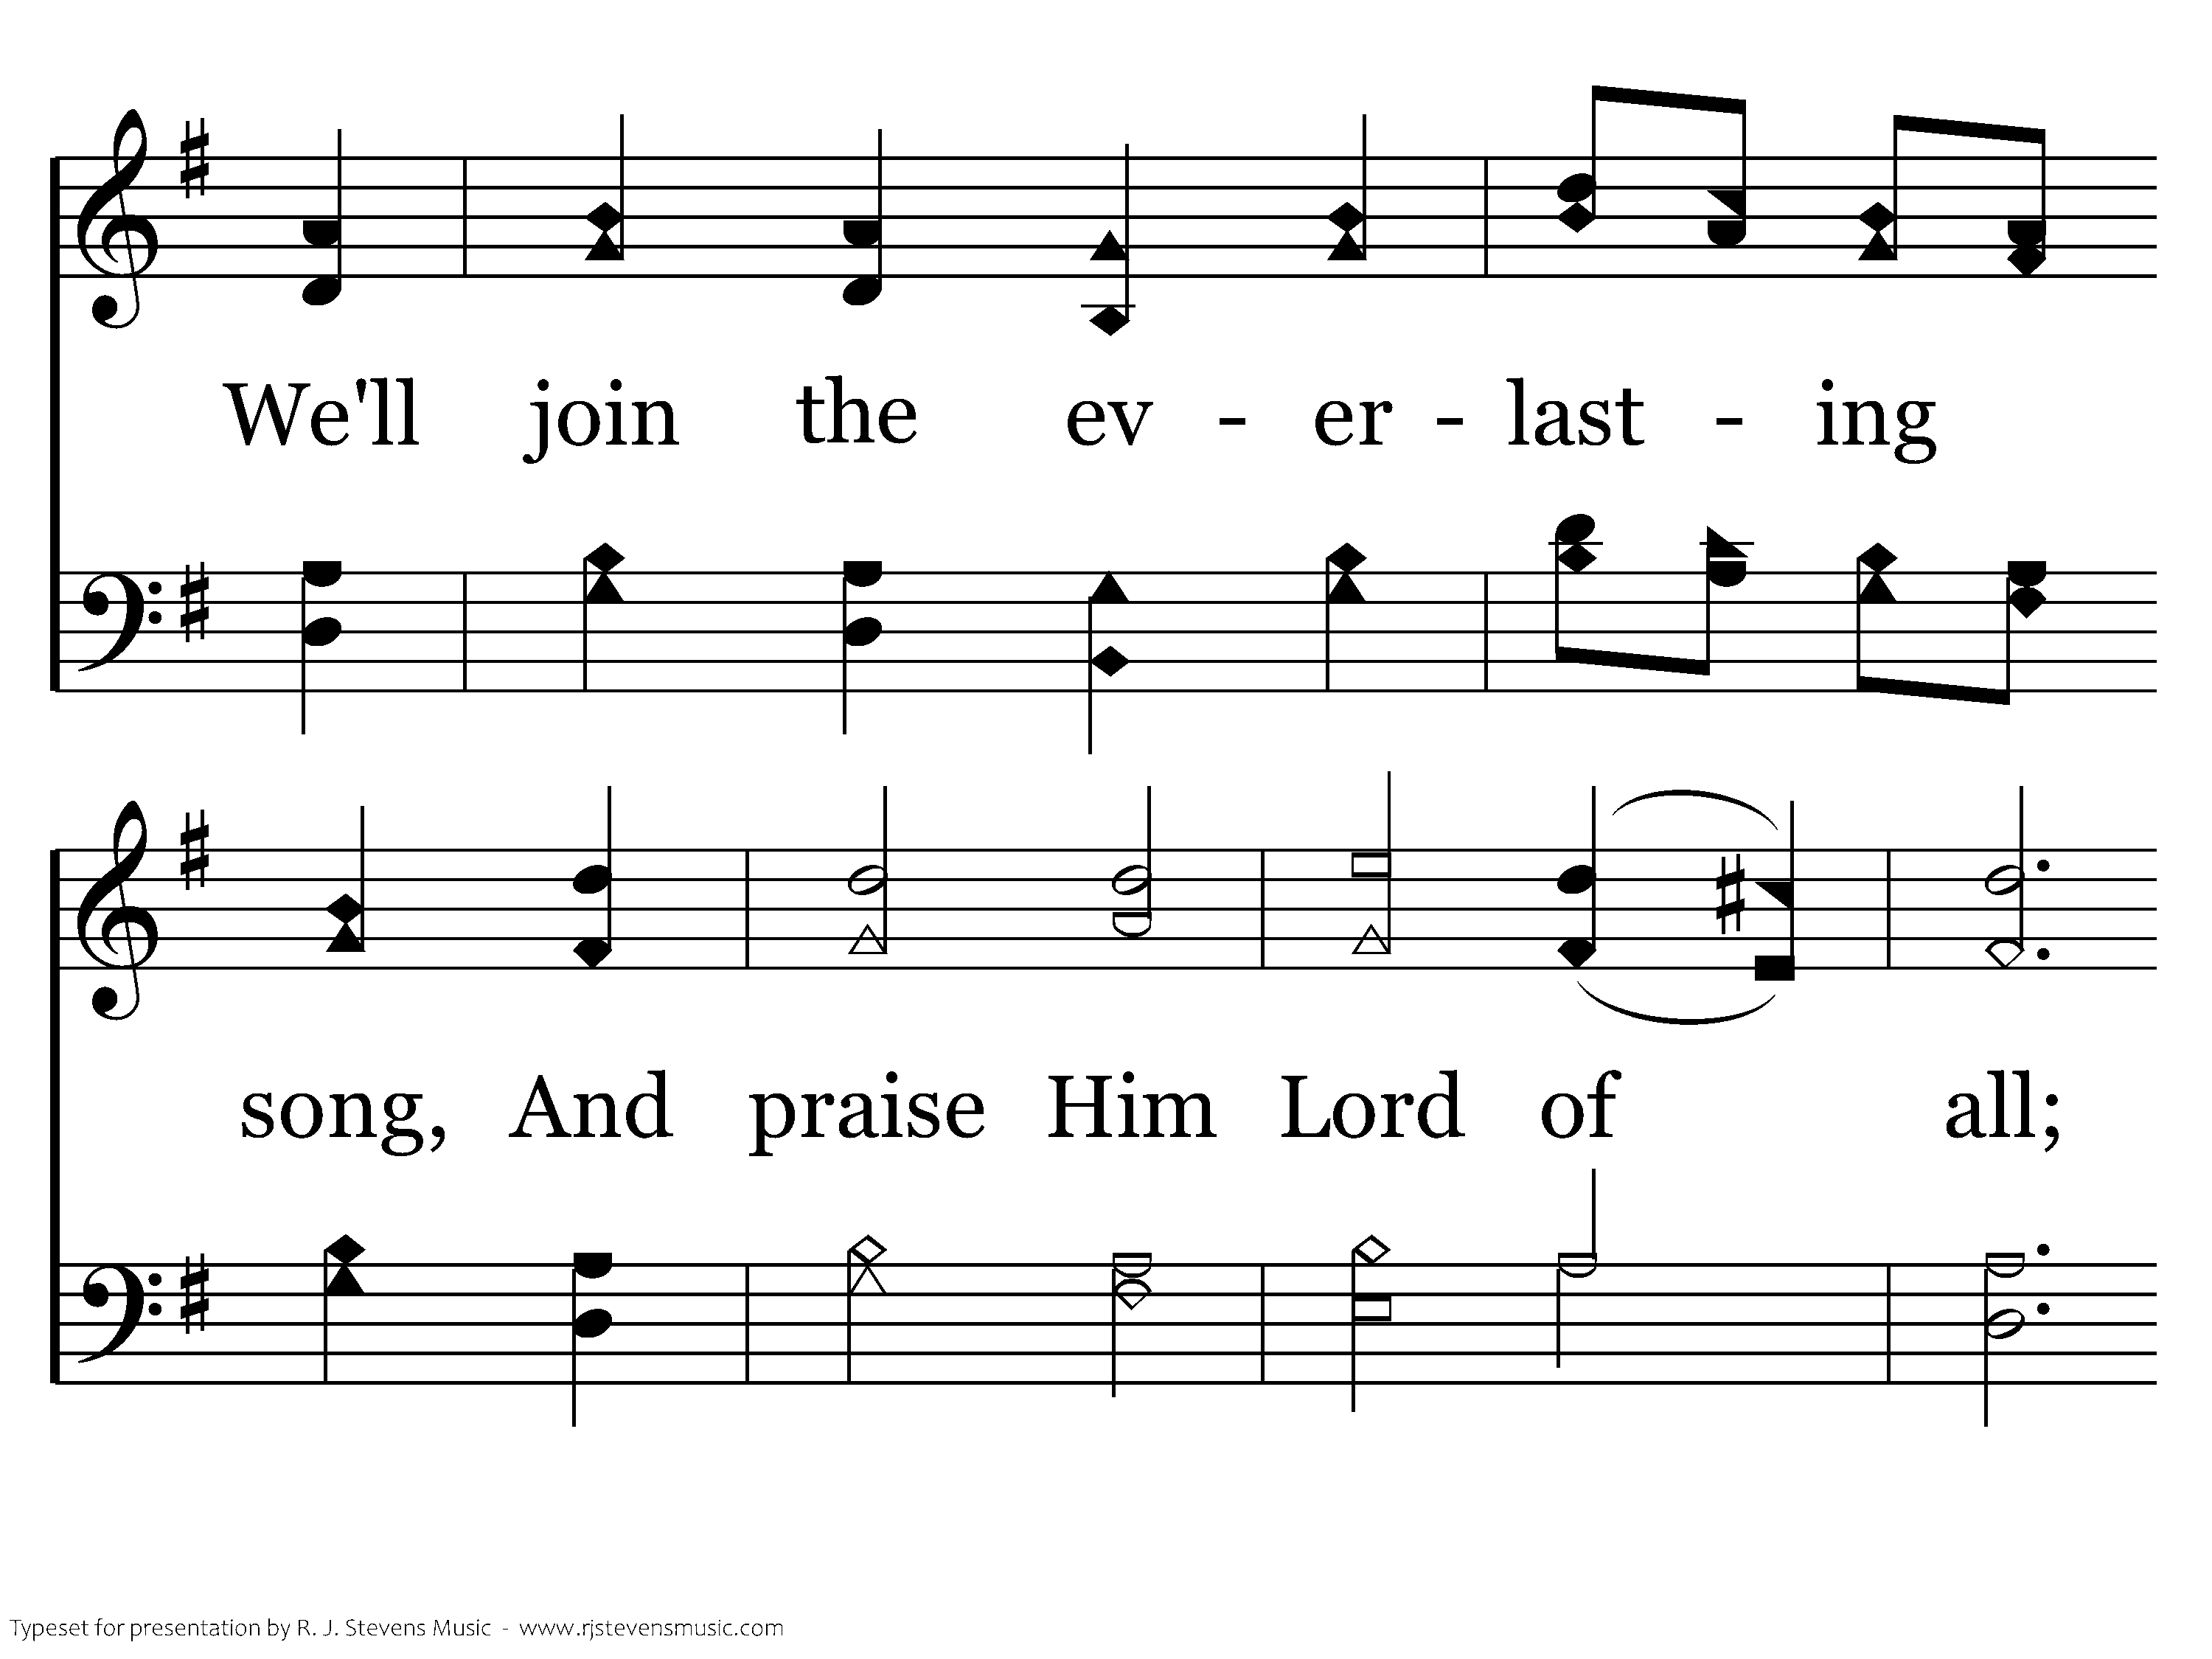 We'll join the ev - er - last - ing
song, And praise Him Lord of all;
Typeset for presentation by R. J. Stevens Music - www.rjstevensmusic.com